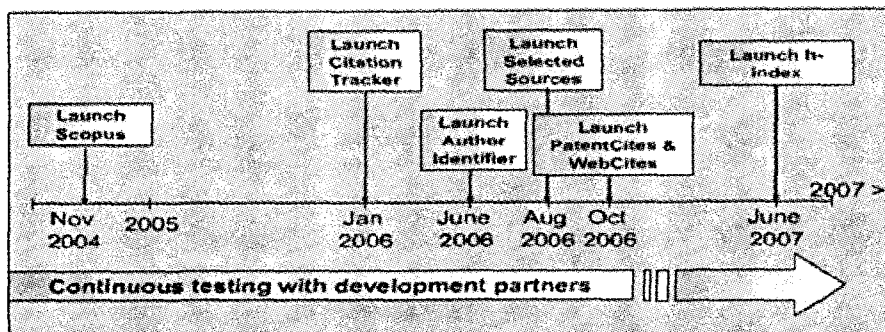 Launch
Citation
Tracker
Launch
Selected
Sources
Launch h-
Index
Launch
Scopus
Launch
Author
Identifier
Launch
PatentCites &
WebCites
2007 >
Nov
2004
2005
Jan
2006
June
2006
Aug
2006
Oct
2006
June
2007
Continuous testing with development partners